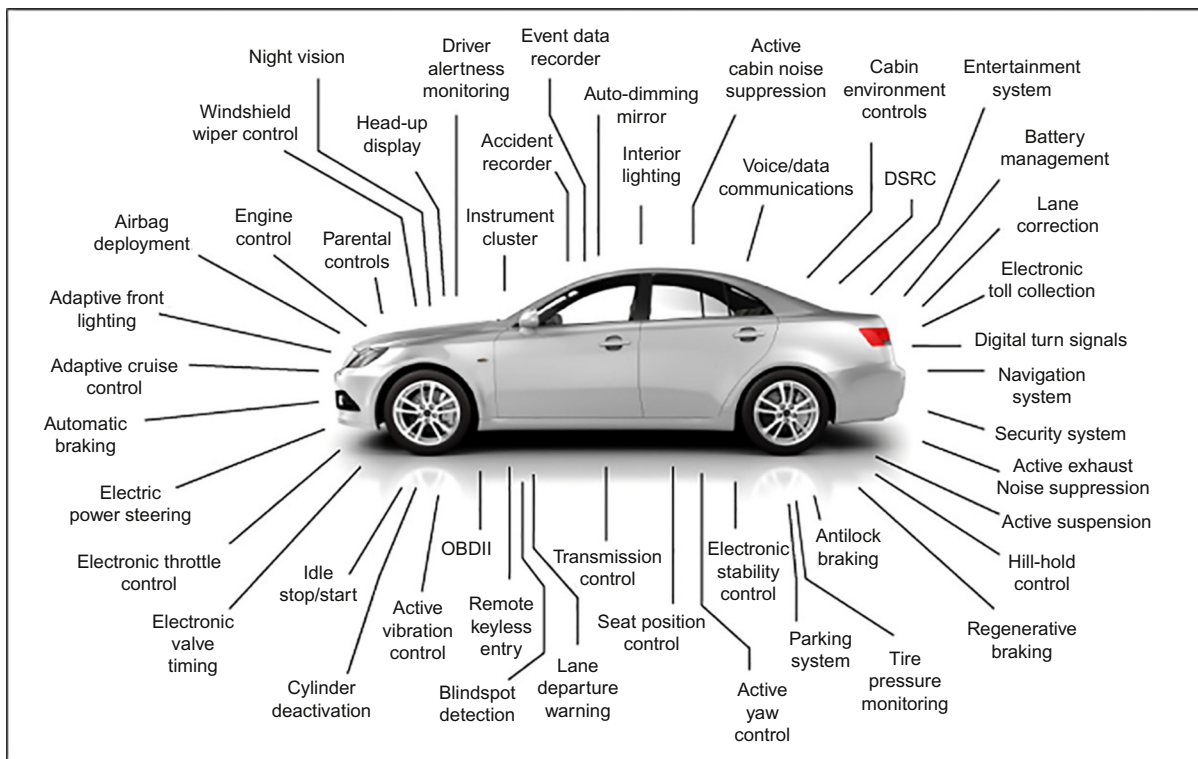 Event data
recorder
Driver
alertness
monitoring
Night vision
Active
cabin noise
suppression
Cabin
environment
controls
Entertainment
system
Windshield
wiper control
Head-up
display
Auto-dimming
mirror
Accident
recorder
Interior
lighting
Voice/data
communications
DSRC
Battery
management
Airbag
deployment
Engine
control
Parental
controls
Instrument
cluster
Lane
correction
Adaptive front
lighting
Electronic
toll collection
Adaptive cruise
control
Digital turn signals
Navigation
system
Automatic
braking
Security system
Electric
power steering
Active exhaust
Noise suppression
Active suspension
Electronic throttle
control
Idle
stop/start
OBDII
Transmission
control
Electronic
stability
control
Antilock
braking
Hill-hold
control
Electronic
valve
timing
Active
vibration
control
Remote
keyless
entry
Seat position
control
Parking
system
Regenerative
braking
Cylinder
deactivation
Blindspot
detection
Lane
departure
warning
Active
yaw
control
Tire
pressure
monitoring